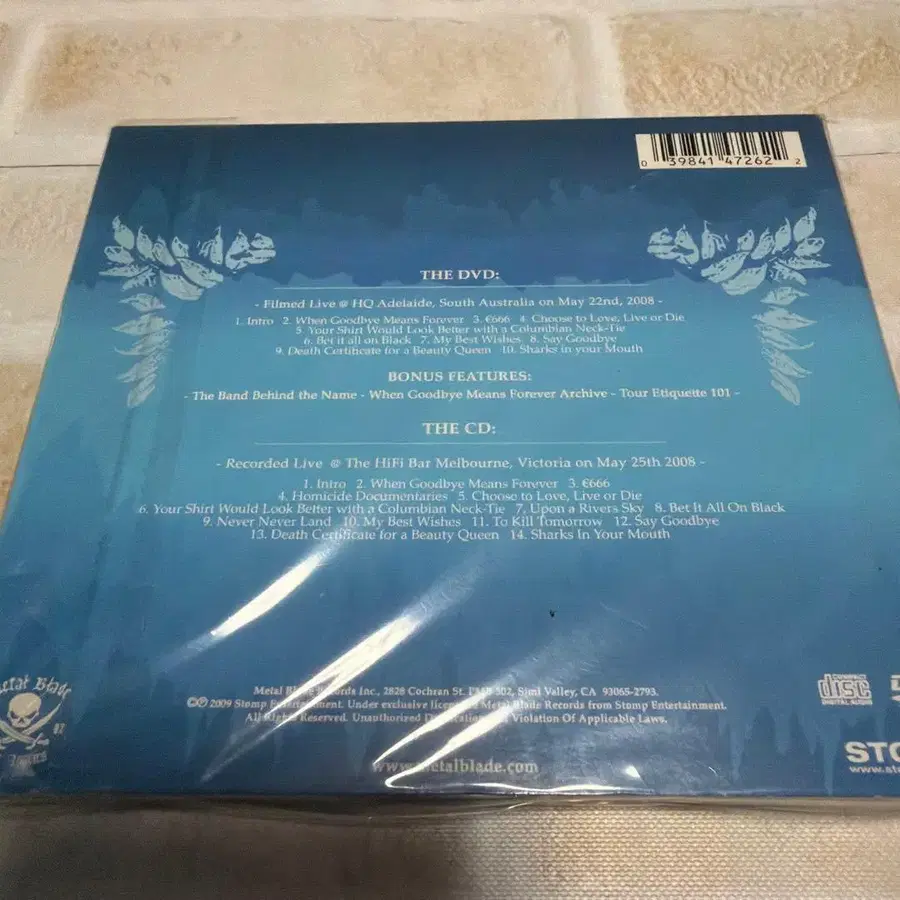 0 39841 47262 2
THE DVD:
- Filmed Live @ HQ Adelaide, South Australia on May 22nd, 2008 -
1. Intro 2. When Goodbye Means Forever 3. €666 4. Choose to Love, Live or Die
5. Your Shirt Would Look Better with a Columbian Neck-Tie
6. Bet it all on Black 7. My Best Wishes 8. Say Goodbye
9. Death Certificate for a Beauty Queen 10. Sharks in your Mouth
BONUS FEATURES:
- The Band Behind the Name - When Goodbye Means Forever Archive - Tour Etiquette 101 -
THE CD:
- Recorded Live @ The HiFi Bar Melbourne, Victoria on May 25th 2008 -
1. Intro 2. When Goodbye Means Forever 3. €666
4. Homicide Documentaries 5. Choose to Love, Live or Die
6. Your Shirt Would Look Better with a Columbian Neck-Tie 7. Upon a Rivers Sky 8. Bet It All On Black
9. Never Never Land 10. My Best Wishes 11. To Kill Tomorrow 12. Say Goodbye
13. Death Certificate for a Beauty Queen 14. Sharks In Your Mouth
Metal Blade Records Inc., 2828 Cochran St. PMB 302, Simi Valley, CA 93065-2793.
©℗ 2009 Stomp Entertainment. Under exclusive license to Metal Blade Records from Stomp Entertainment.
All Rights Reserved. Unauthorized Duplication Violation Of Applicable Laws.
www.metalblade.com
Metal Blade
COMPACT
disc
DIGITAL AUDIO
STO
www.sto